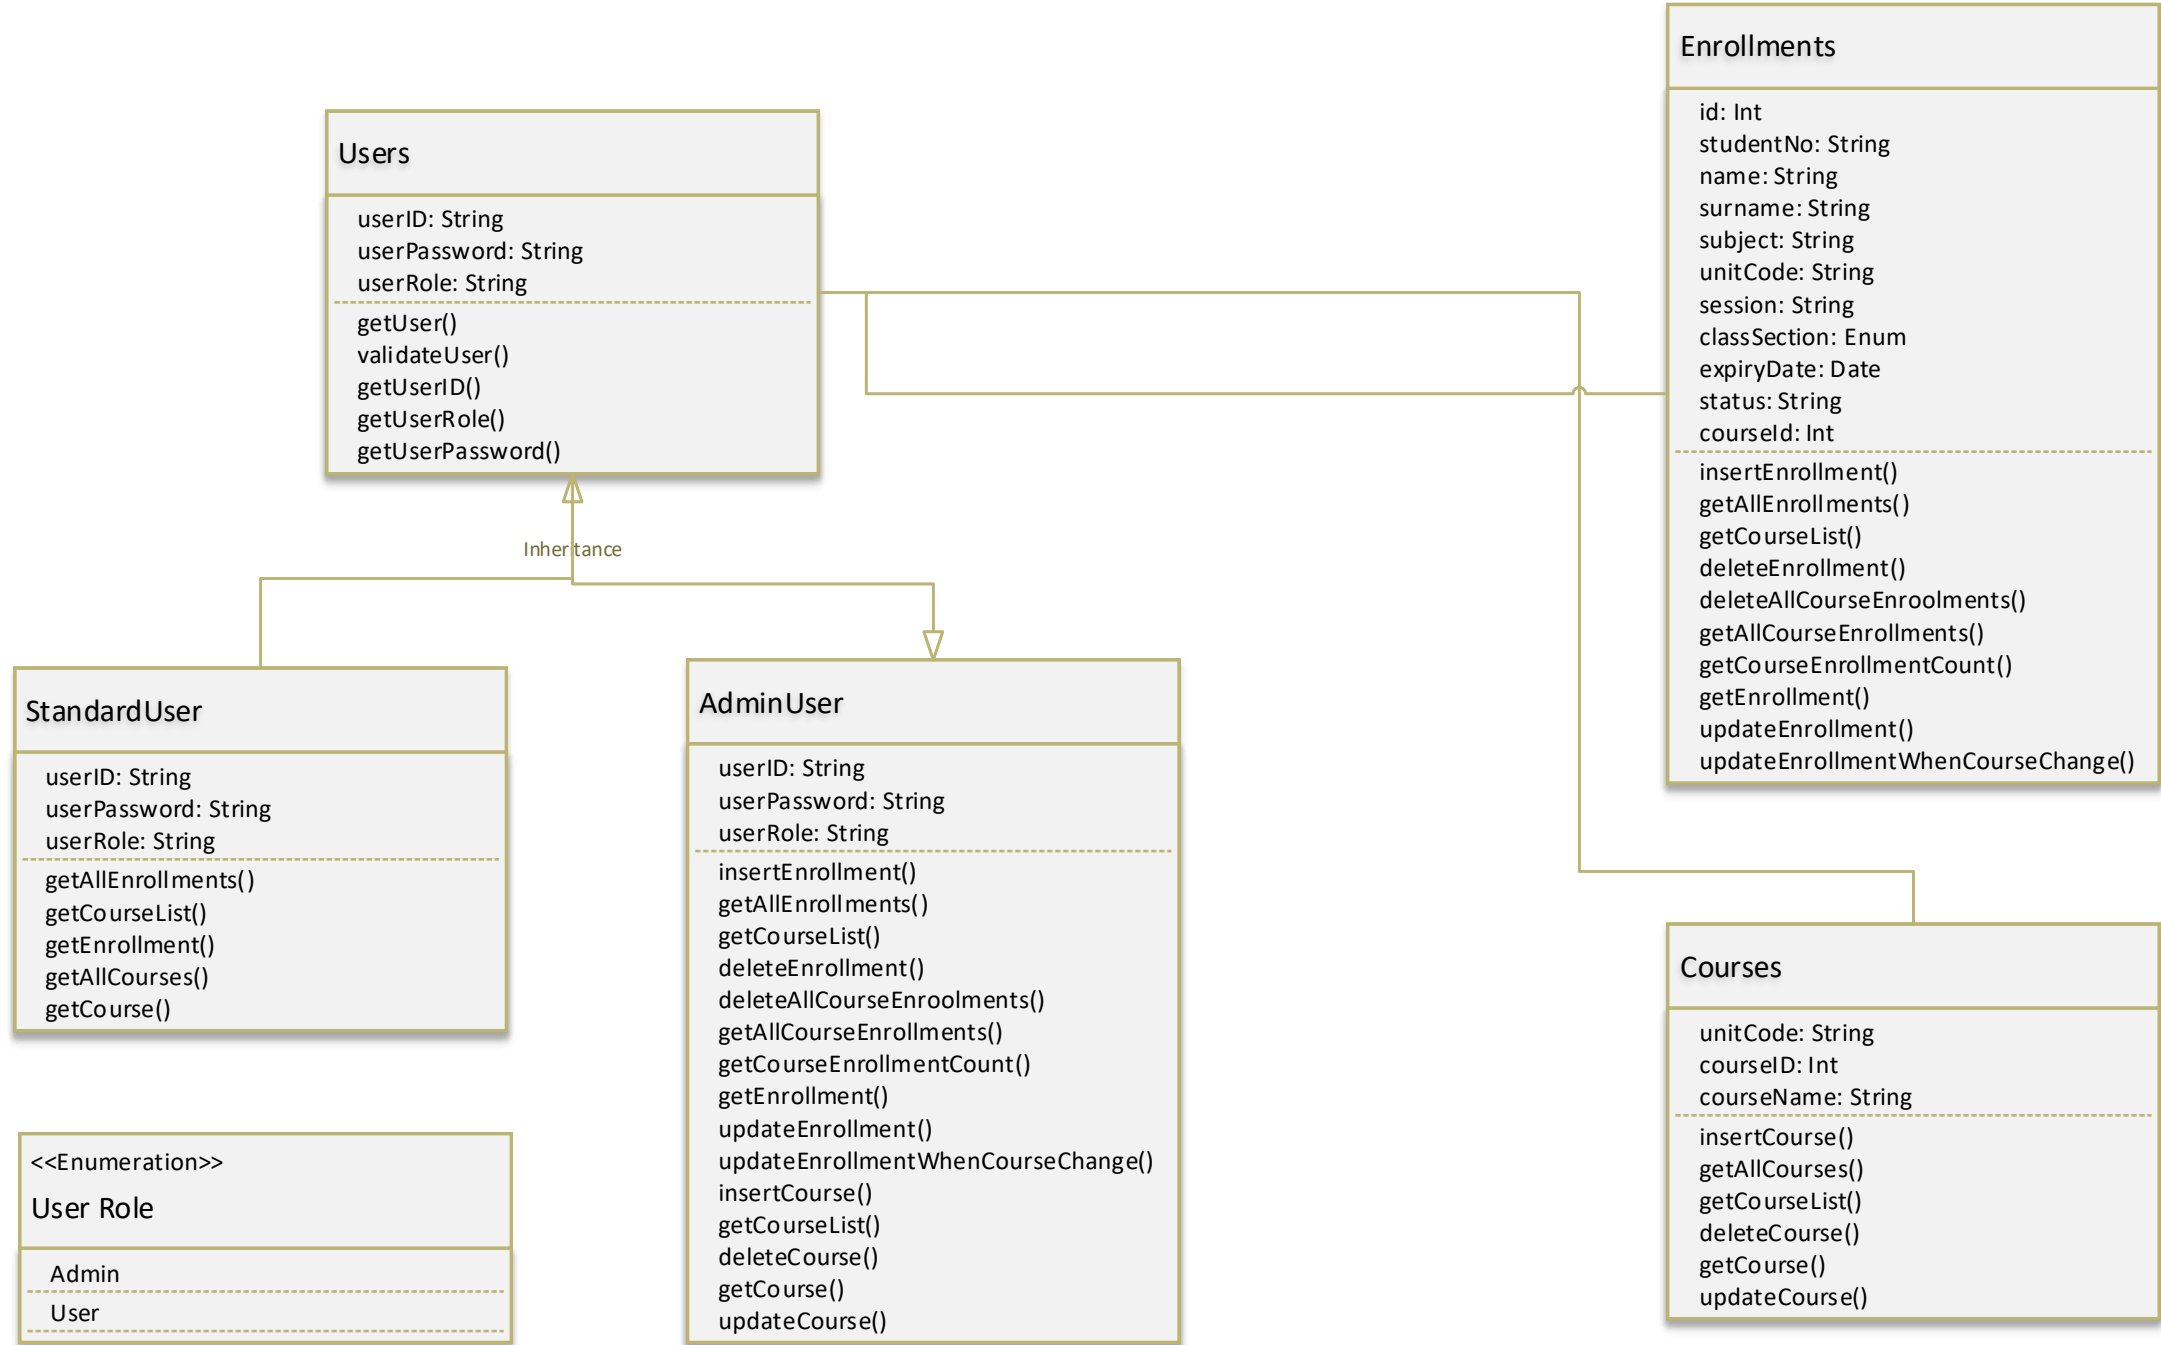 Users
userID: String
userPassword: String
userRole: String
getUser()
validateUser()
getUserID()
getUserRole()
getUserPassword()
Inheritance
StandardUser
userID: String
userPassword: String
userRole: String
getAllEnrollments()
getCourseList()
getEnrollment()
getAllCourses()
getCourse()
<<Enumeration>>
User Role
Admin
User
AdminUser
userID: String
userPassword: String
userRole: String
insertEnrollment()
getAllEnrollments()
getCourseList()
deleteEnrollment()
deleteAllCourseEnroolments()
getAllCourseEnrollments()
getCourseEnrollmentCount()
getEnrollment()
updateEnrollment()
updateEnrollmentWhenCourseChange()
insertCourse()
getCourseList()
deleteCourse()
getCourse()
updateCourse()
Enrollments
id: Int
studentNo: String
name: String
surname: String
subject: String
unitCode: String
session: String
classSection: Enum
expiryDate: Date
status: String
courseId: Int
insertEnrollment()
getAllEnrollments()
getCourseList()
deleteEnrollment()
deleteAllCourseEnroolments()
getAllCourseEnrollments()
getCourseEnrollmentCount()
getEnrollment()
updateEnrollment()
updateEnrollmentWhenCourseChange()
Courses
unitCode: String
courseID: Int
courseName: String
insertCourse()
getAllCourses()
getCourseList()
deleteCourse()
getCourse()
updateCourse()